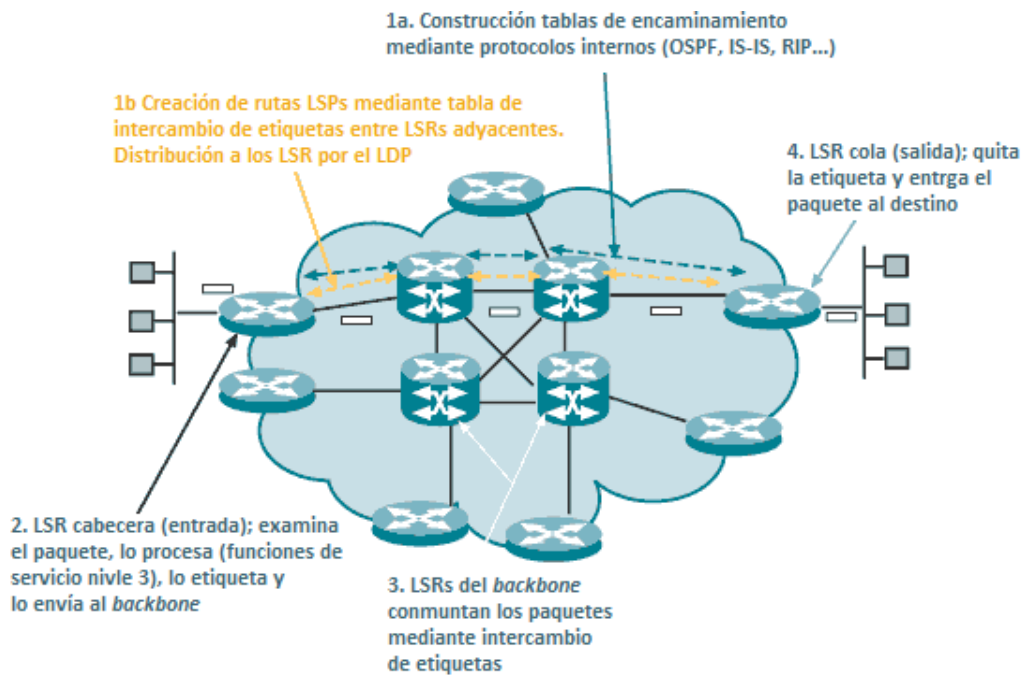 1a. Construcción tablas de encaminamiento
mediante protocolos internos (OSPF, IS-IS, RIP...)
1b Creación de rutas LSPs mediante tabla de
intercambio de etiquetas entre LSRs adyacentes.
Distribución a los LSR por el LDP
4. LSR cola (salida); quita
la etiqueta y entrga el
paquete al destino
2. LSR cabecera (entrada); examina
el paquete, lo procesa (funciones de
servicio nivle 3), lo etiqueta y
lo envía al backbone
3. LSRs del backbone
conmuntan los paquetes
mediante intercambio
de etiquetas